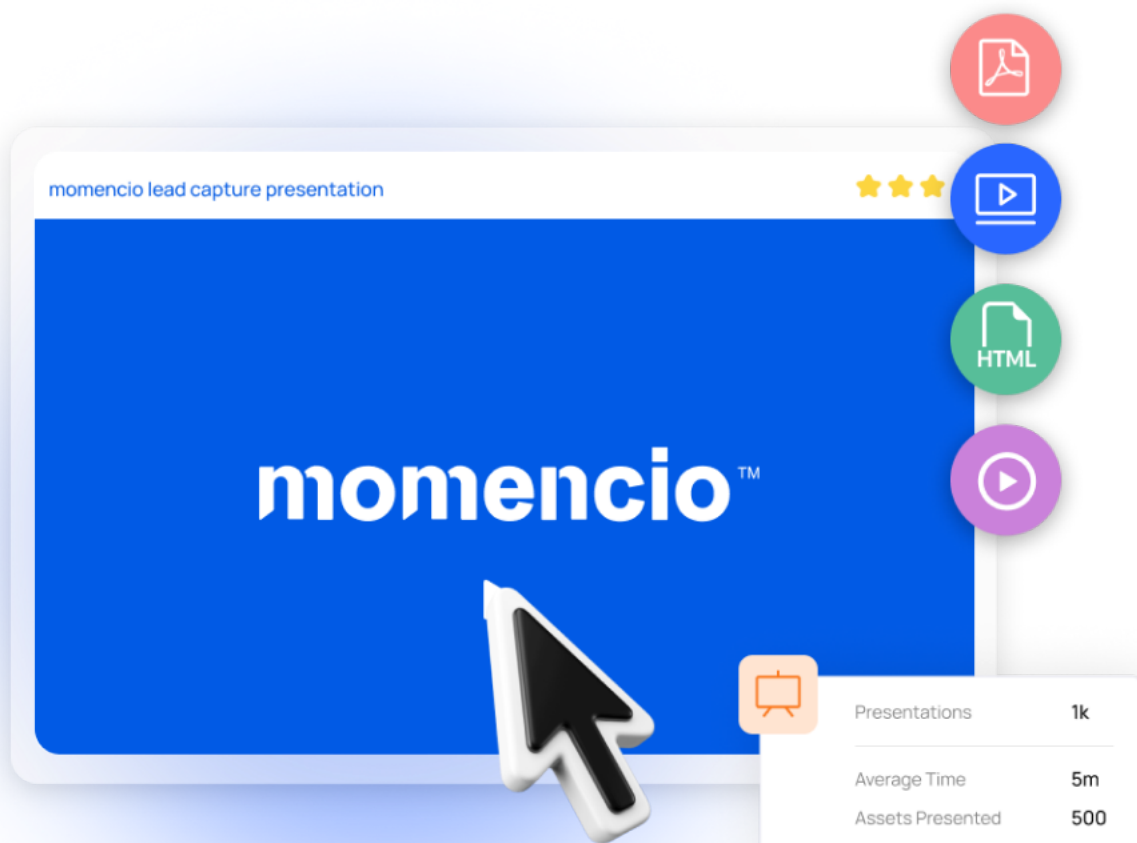 momencio lead capture presentation
HTML
momencio™
Presentations 1k
Average Time 5m
Assets Presented 500